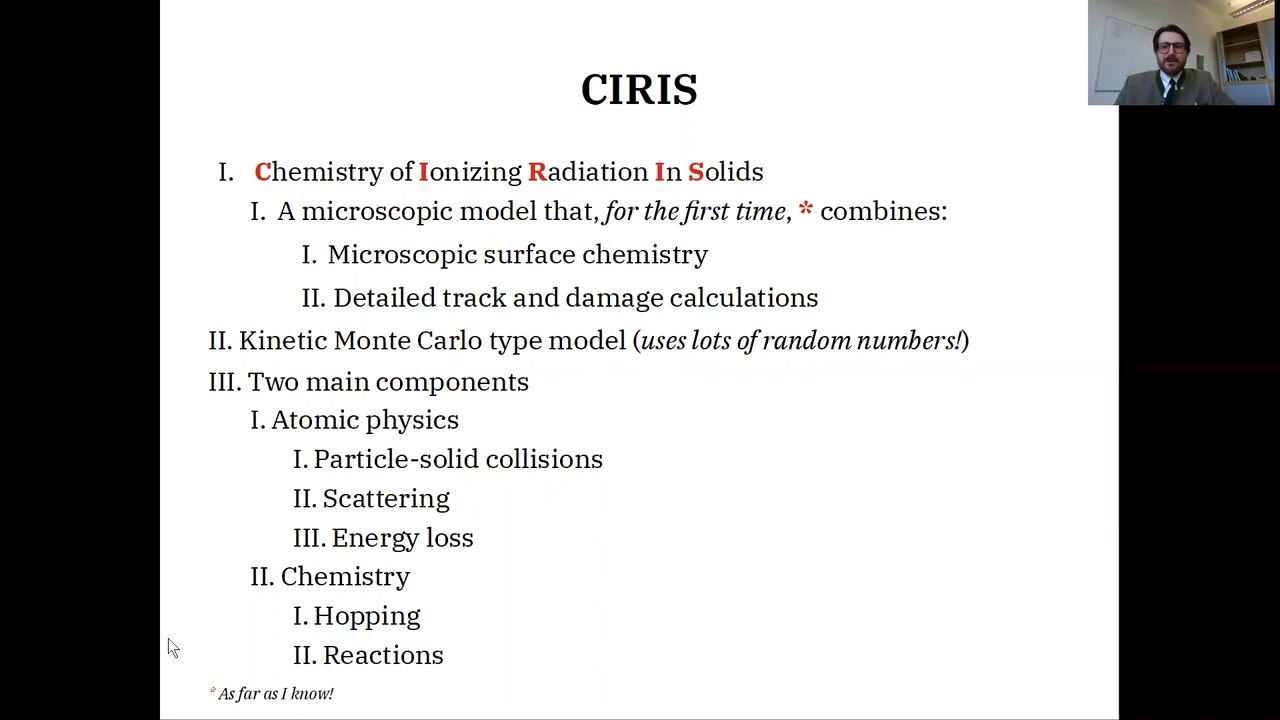 CIRIS
I. Chemistry of Ionizing Radiation In Solids
I. A microscopic model that, for the first time, * combines:
I. Microscopic surface chemistry
II. Detailed track and damage calculations
II. Kinetic Monte Carlo type model (uses lots of random numbers!)
III. Two main components
I. Atomic physics
I. Particle-solid collisions
II. Scattering
III. Energy loss
II. Chemistry
I. Hopping
II. Reactions
* As far as I know!